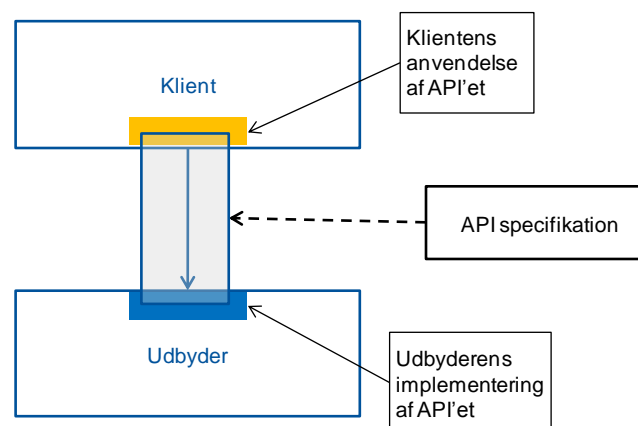 Klientens
anvendelse
af API'et
Klient
API specifikation
Udbyder
Udbyderens
implementering
af API'et